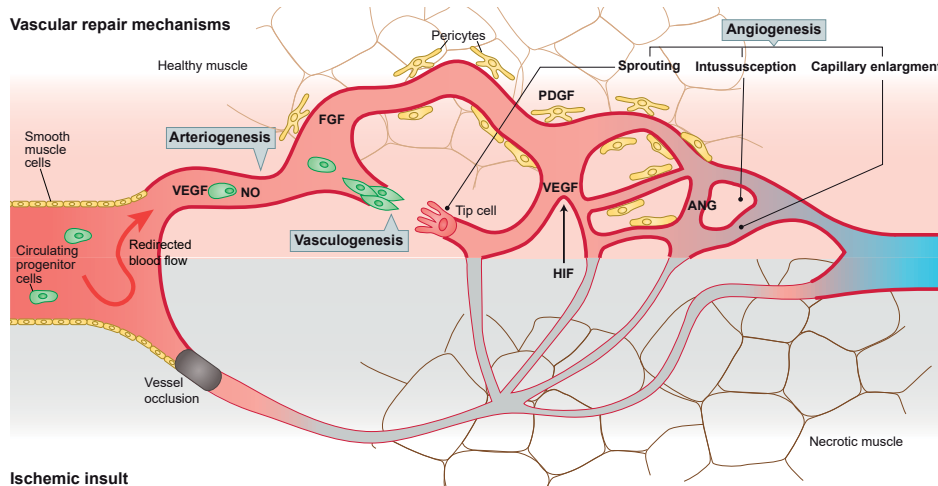 Vascular repair mechanisms
Angiogenesis
Pericytes
Sprouting
Intussusception
Capillary enlargment
Healthy muscle
PDGF
FGF
Arteriogenesis
Smooth
muscle
cells
VEGF
NO
VEGF
ANG
Tip cell
Vasculogenesis
Redirected
blood flow
Circulating
progenitor
cells
HIF
Vessel
occlusion
Necrotic muscle
Ischemic insult